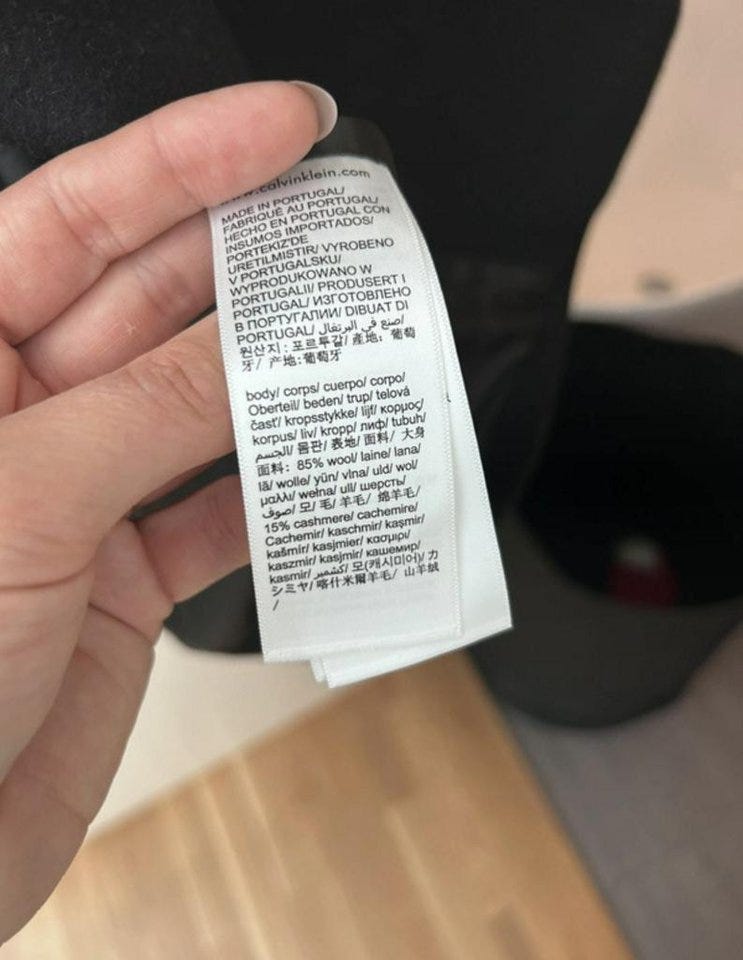 www.calvinklein.com
MADE IN PORTUGAL/
FABRIQUÉ AU PORTUGAL/
HECHO EN PORTUGAL CON
INSUMOS IMPORTADOS/
PORTEKIZ'DE
URETILMISTIR/ VYROBENO
V PORTUGALSKU/
WYPRODUKOWANO W
PORTUGALII/ PRODUSERT I
PORTUGAL/ ИЗГОТОВЛЕНО
В ПОРТУГАЛИИ/ DIBUAT DI
PORTUGAL/ صنع في البرتغال/
원산지: 포르투갈/ 產地: 葡萄
牙/ 产地:葡萄牙
body/ corps/ cuerpo/ corpo/
Oberteil/ beden/ trup/ telová
časť/ kropsstykke/ lijf/ κορμος/
korpus/ liv/ kropp/ лиф/ tubuh/
الجسم/ 몸판/ 表地/ 面料/ 大身
面料: 85% wool/ laine/ lana/
lã/ wolle/ yün/ vlna/ uld/ wol/
μαλλι/ wełna/ ull/ шерсть/
صوف/ 모/ 毛/ 羊毛/ 绵羊毛/
15% cashmere/ cachemire/
Cachemir/ kaschmir/ kaşmir/
kašmír/ kasjmier/ κασμιρι/
kaszmir/ kasjmir/ кашемир/
kasmir/ كشمير/ 모(캐시미어)/ カ
シミヤ/ 喀什米爾羊毛/ 山羊绒
/